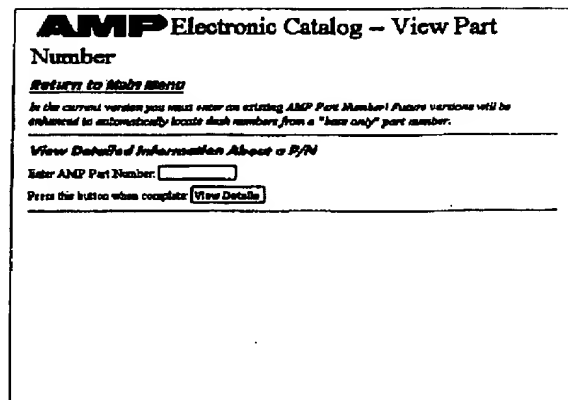 AMP Electronic Catalog – View Part
Number
Return to Main Menu
In the current version you must enter an existing AMP Part Number! Future versions will be
enhanced to automatically locate dash numbers from a "base only" part number.
View Detailed Information About a P/N
Enter AMP Part Number:
Press this button when complete: View Details